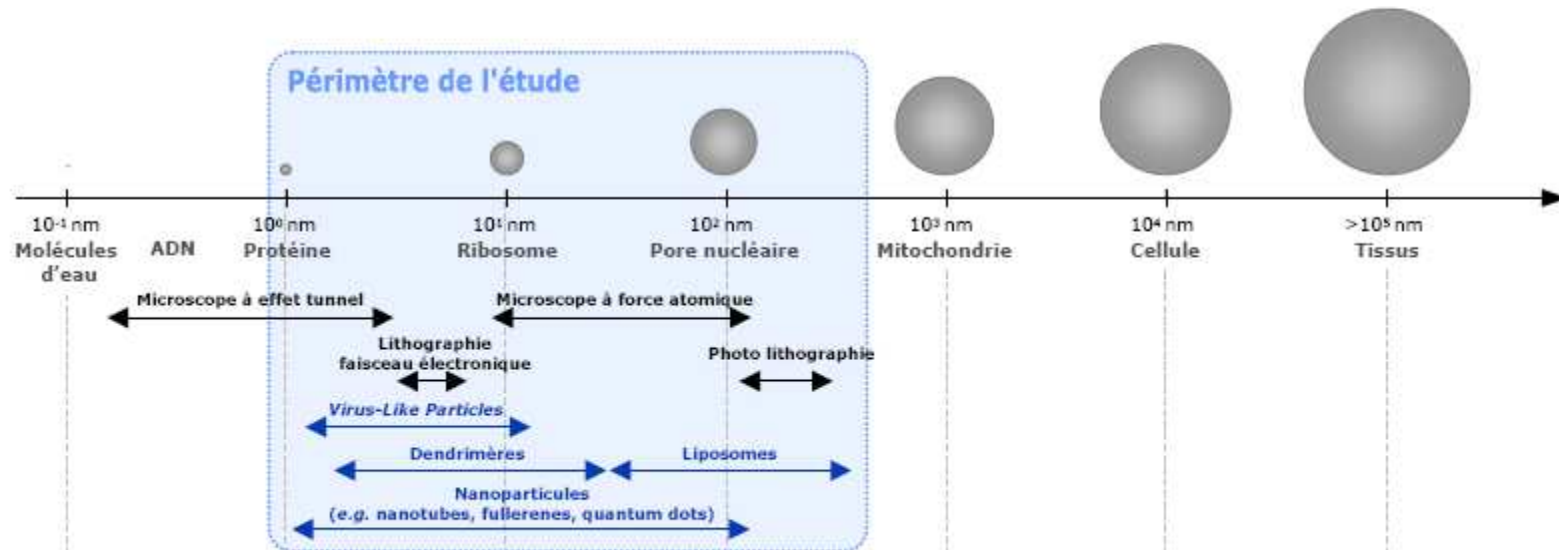 Périmètre de l'étude
10⁻¹ nm
10⁰ nm
10¹ nm
10² nm
10³ nm
10⁴ nm
>10⁵ nm
Molécules
d'eau
ADN
Protéine
Ribosome
Pore nucléaire
Mitochondrie
Cellule
Tissus
Microscope à effet tunnel
Microscope à force atomique
Lithographie
faisceau électronique
Photo lithographie
Virus-Like Particles
Dendrimères
Liposomes
Nanoparticules
(e.g. nanotubes, fullerenes, quantum dots)